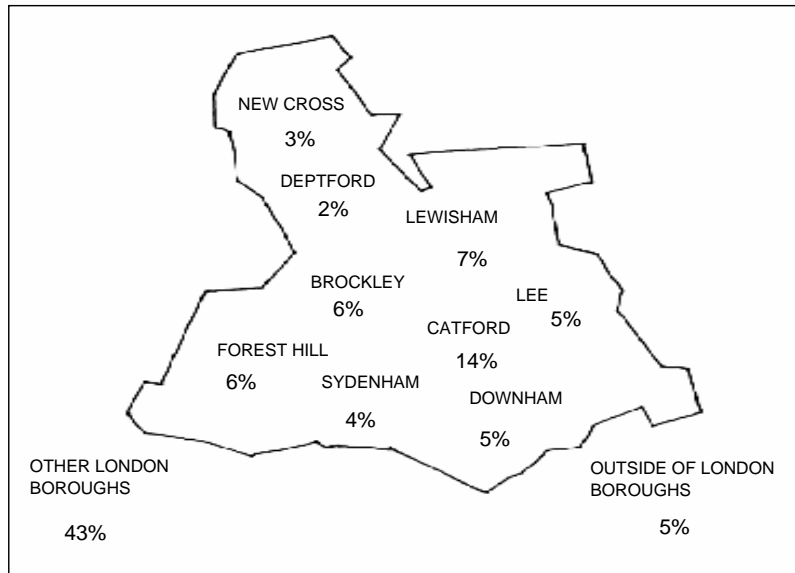 NEW CROSS
3%
DEPTFORD
2%
LEWISHAM
7%
BROCKLEY
6%
LEE
5%
CATFORD
14%
FOREST HILL
6%
SYDENHAM
4%
DOWNHAM
5%
OTHER LONDON
BOROUGHS
43%
OUTSIDE OF LONDON
BOROUGHS
5%